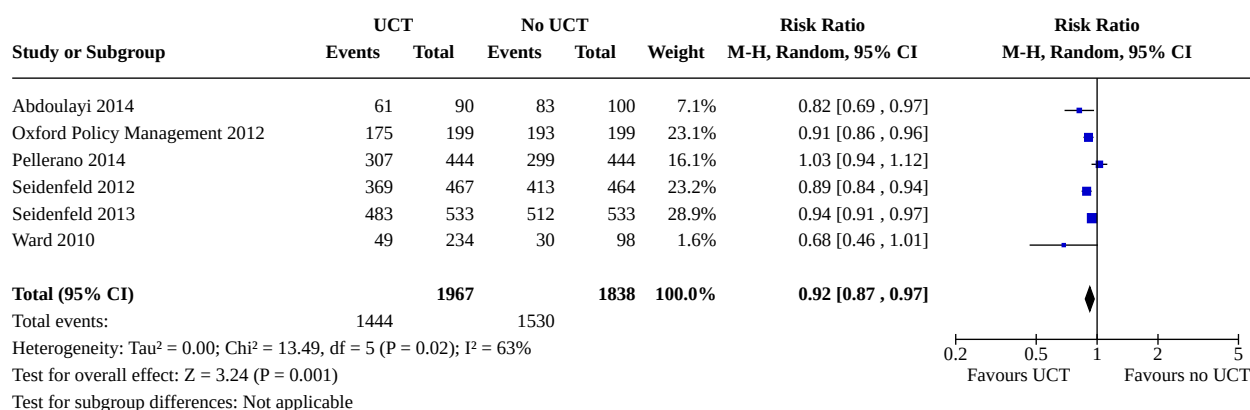 UCT No UCT Risk Ratio Risk Ratio
Study or Subgroup Events Total Events Total Weight M-H, Random, 95% CI M-H, Random, 95% CI
Abdoulayi 2014 61 90 83 100 7.1% 0.82 [0.69 , 0.97]
Oxford Policy Management 2012 175 199 193 199 23.1% 0.91 [0.86 , 0.96]
Pellerano 2014 307 444 299 444 16.1% 1.03 [0.94 , 1.12]
Seidenfeld 2012 369 467 413 464 23.2% 0.89 [0.84 , 0.94]
Seidenfeld 2013 483 533 512 533 28.9% 0.94 [0.91 , 0.97]
Ward 2010 49 234 30 98 1.6% 0.68 [0.46 , 1.01]
Total (95% CI) 1967 1838 100.0% 0.92 [0.87 , 0.97]
Total events: 1444 1530
Heterogeneity: Tau² = 0.00; Chi² = 13.49, df = 5 (P = 0.02); I² = 63%
0.2 0.5 1 2 5
Test for overall effect: Z = 3.24 (P = 0.001) Favours UCT Favours no UCT
Test for subgroup differences: Not applicable